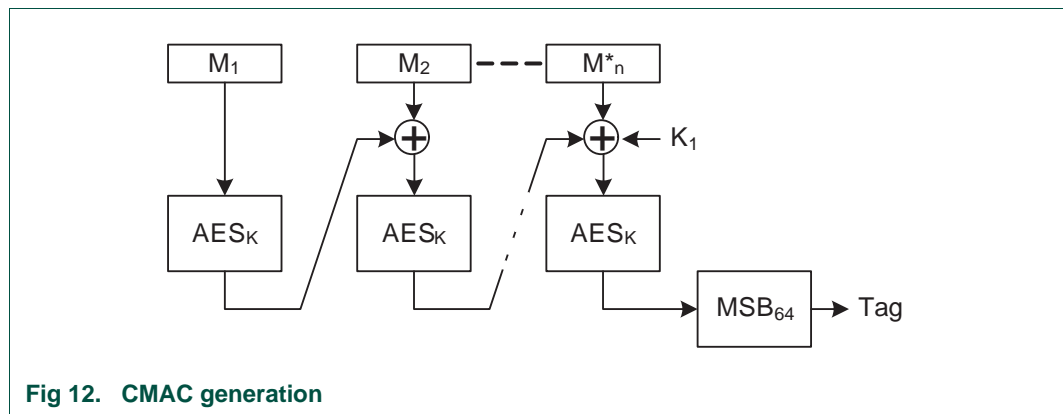 M1 M2 M*n
K1
AESK AESK AESK
MSB64 Tag
Fig 12. CMAC generation